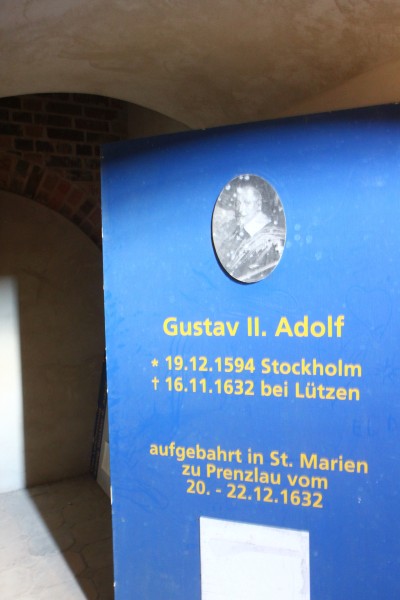 Gustav II. Adolf
* 19.12.1594 Stockholm
† 16.11.1632 bei Lützen
aufgebahrt in St. Marien
zu Prenzlau vom
20. - 22.12.1632